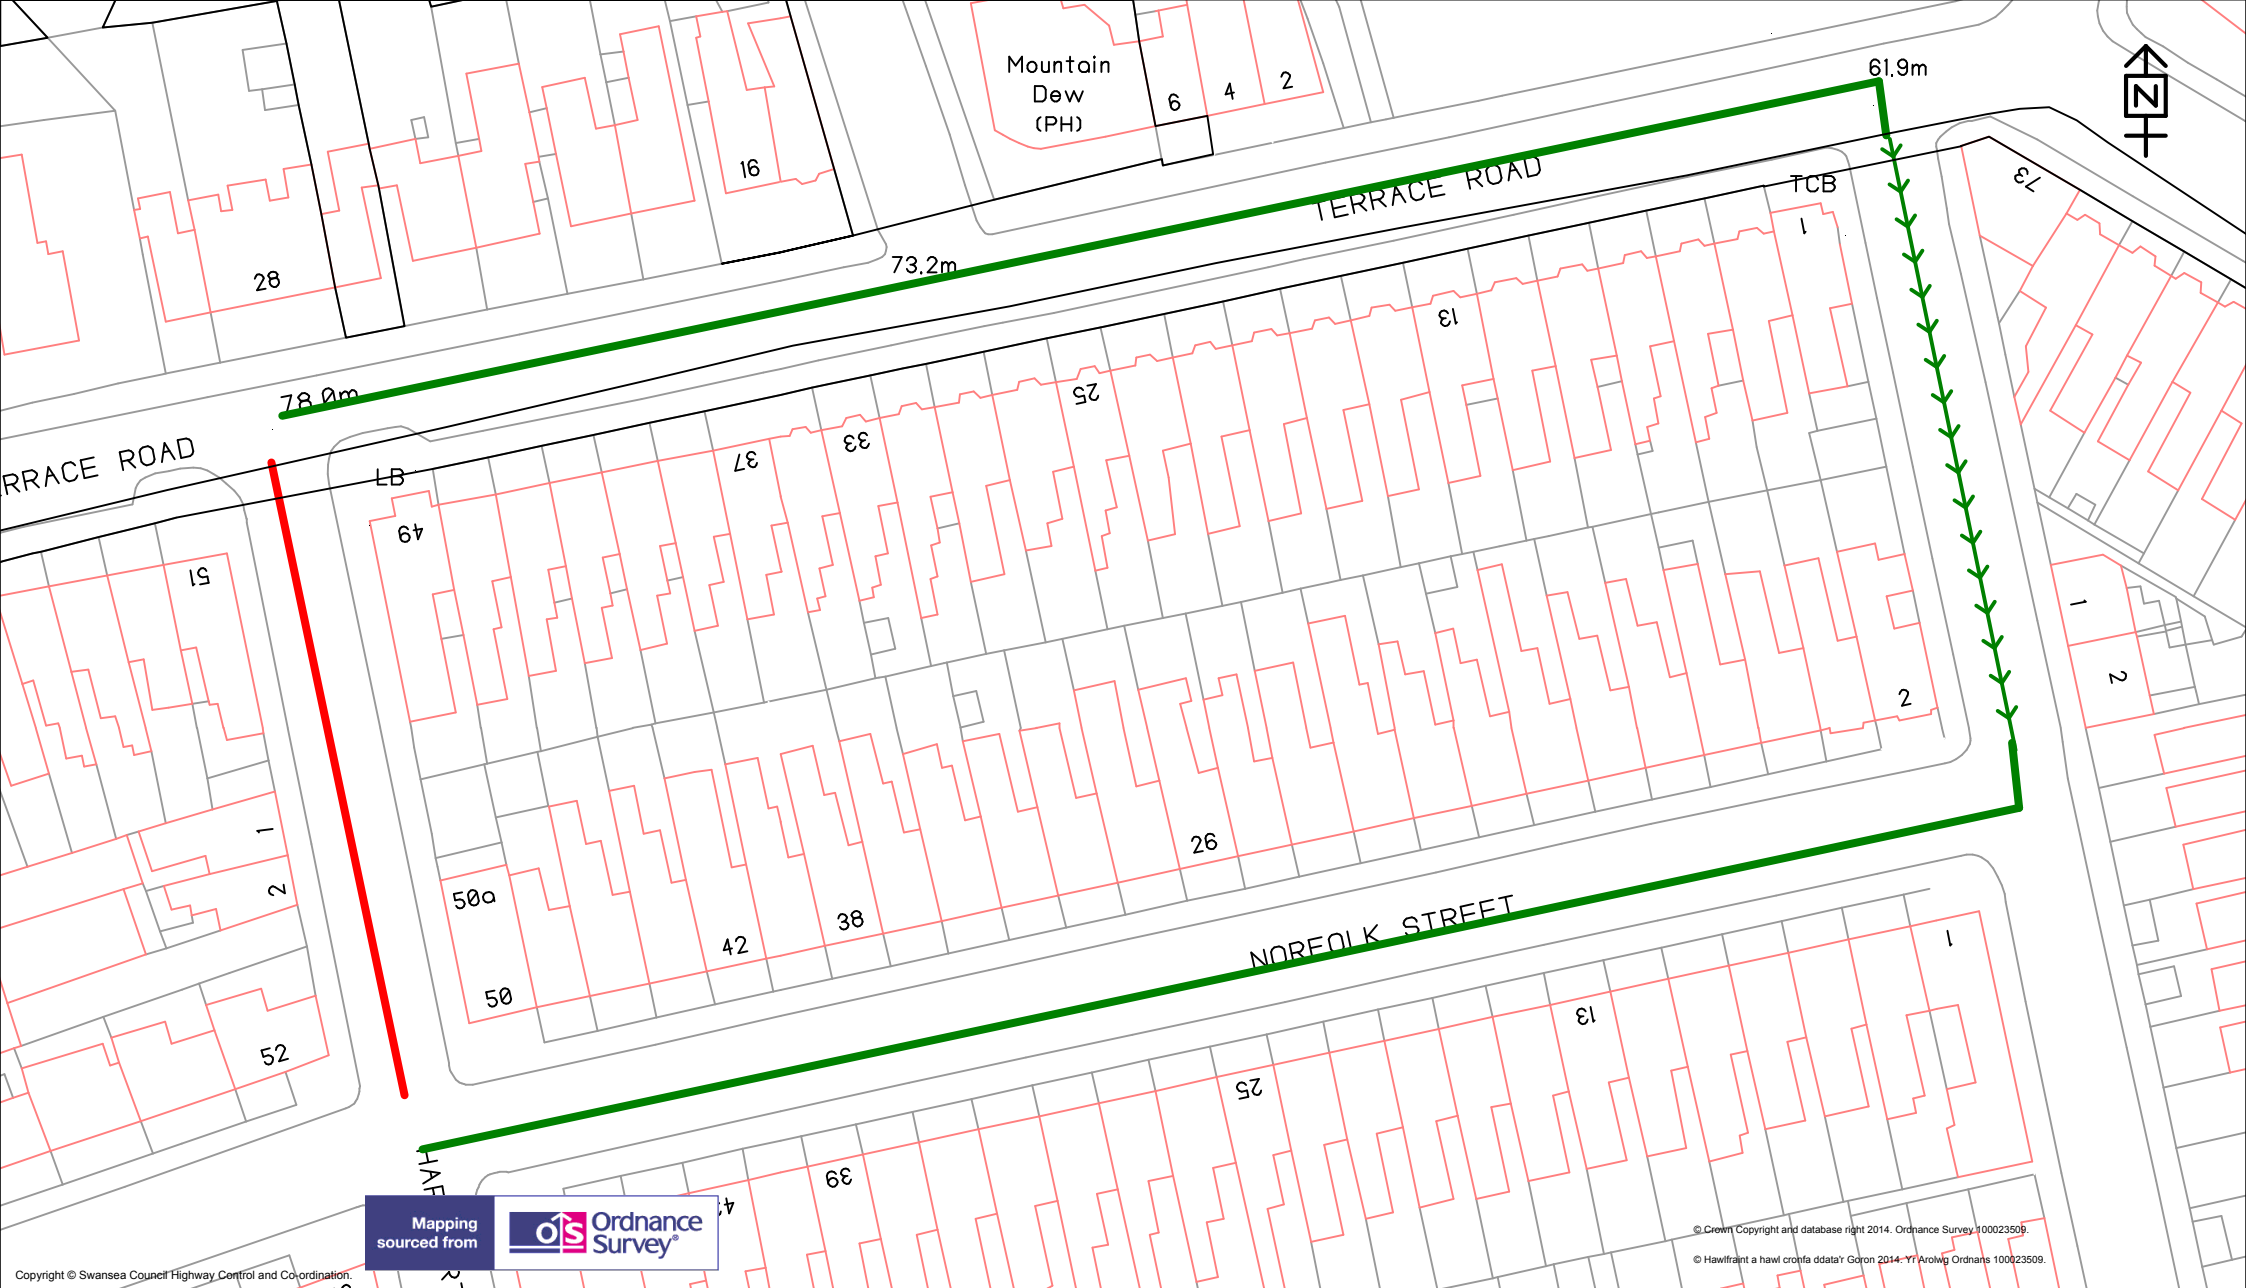 Mountain
Dew
(PH)
6
4
2
61.9m
N
16
28
TERRACE ROAD
TCB
1
73
73.2m
78.0m
13
25
33
37
LB
49
51
TERRACE ROAD
1
2
1
2
2
50a
50
42
38
26
52
NORFOLK STREET
1
13
25
39
Mapping
sourced from
OS
Ordnance
Survey®
© Crown Copyright and database right 2014. Ordnance Survey 100023509.
© Hawlfraint a hawl cronfa ddata'r Goron 2014. Yr Arolwg Ordnans 100023509.
Copyright © Swansea Council Highway Control and Co-ordination.